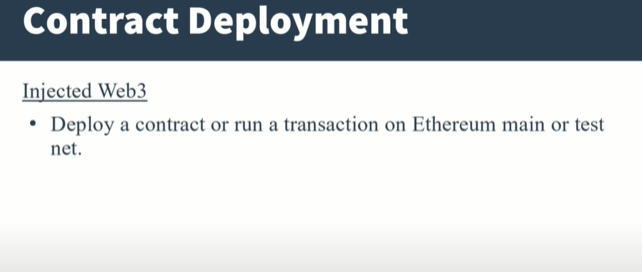 Contract Deployment
Injected Web3
• Deploy a contract or run a transaction on Ethereum main or test
net.